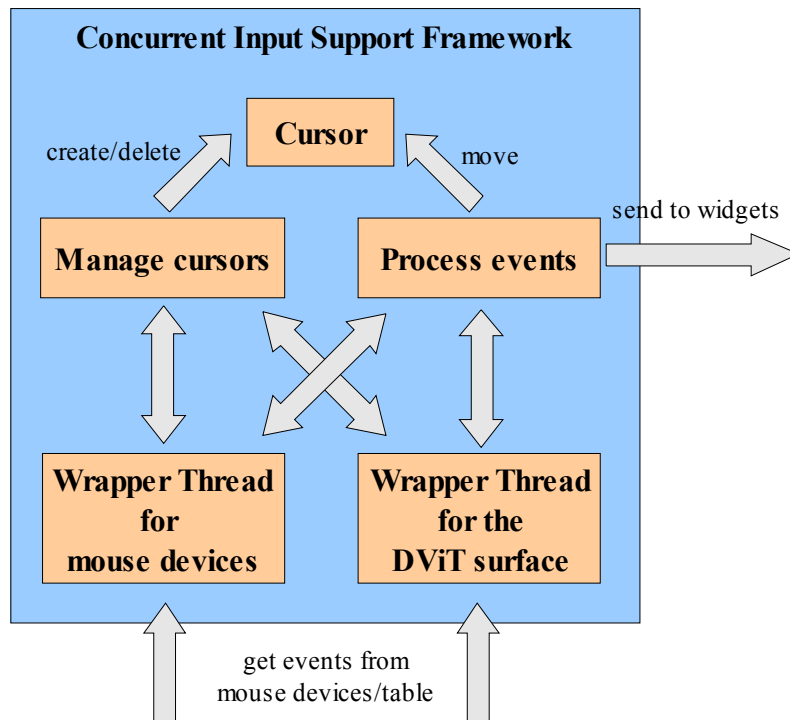 Concurrent Input Support Framework
Cursor
create/delete
move
send to widgets
Manage cursors
Process events
Wrapper Thread
for
mouse devices
Wrapper Thread
for the
DViT surface
get events from
mouse devices/table